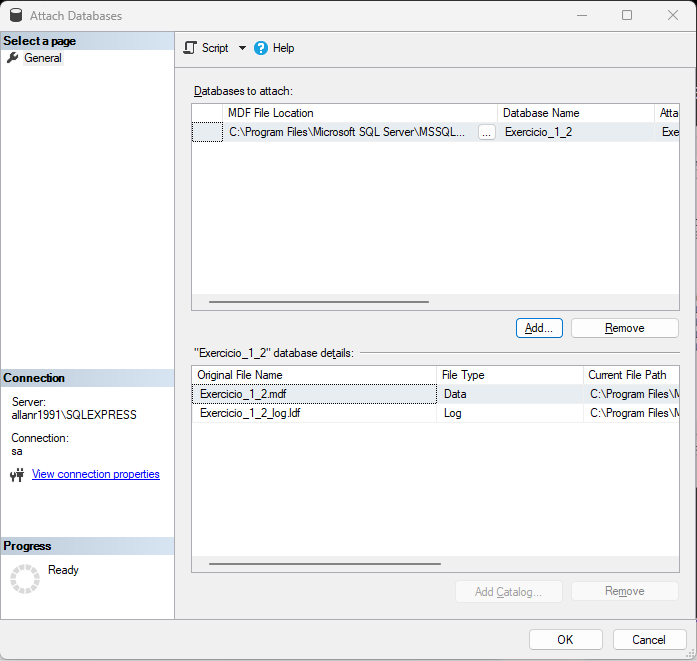 Attach Databases
Select a page
General
Script
Help
Databases to attach:
MDF File Location Database Name Atta
C:\Program Files\Microsoft SQL Server\MSSQL... ... Exercicio_1_2 Exe
Add... Remove
"Exercicio_1_2" database details:
Original File Name File Type Current File Path
Exercicio_1_2.mdf Data C:\Program Files\M
Exercicio_1_2_log.ldf Log C:\Program Files\M
Connection
Server:
allanr1991\SQLEXPRESS
Connection:
sa
View connection properties
Progress
Ready
Add Catalog... Remove
OK Cancel